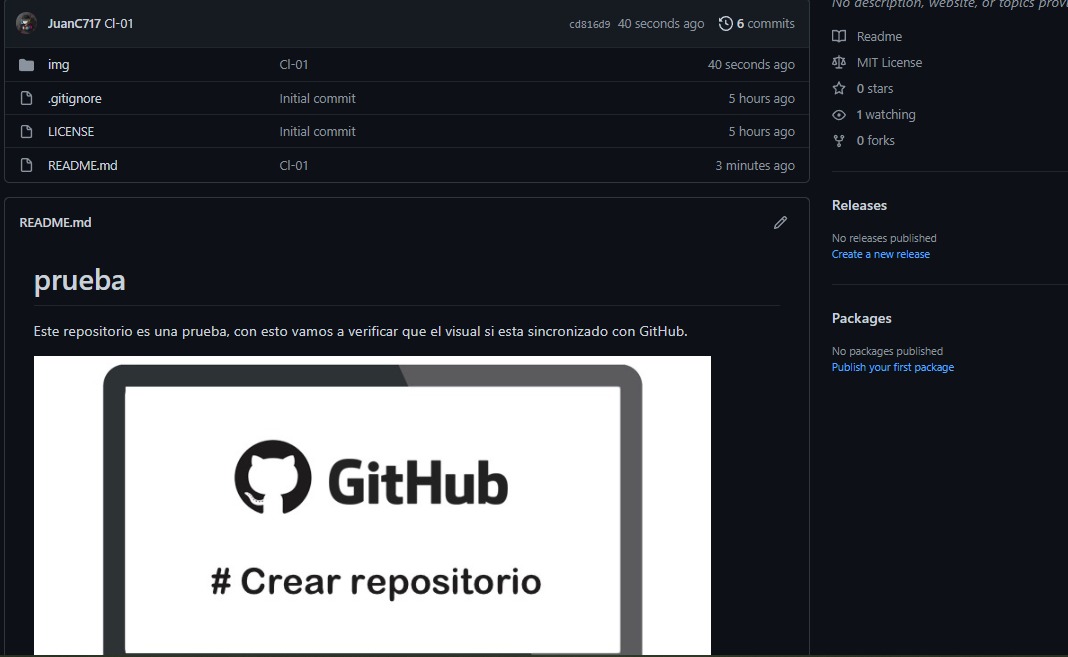 JuanC717 Cl-01 cd816d9 40 seconds ago 6 commits
img Cl-01 40 seconds ago
.gitignore Initial commit 5 hours ago
LICENSE Initial commit 5 hours ago
README.md Cl-01 3 minutes ago
README.md
prueba
Este repositorio es una prueba, con esto vamos a verificar que el visual si esta sincronizado con GitHub.
GitHub
# Crear repositorio
No description, website, or topics
Readme
MIT License
0 stars
1 watching
0 forks
Releases
No releases published
Create a new release
Packages
No packages published
Publish your first package